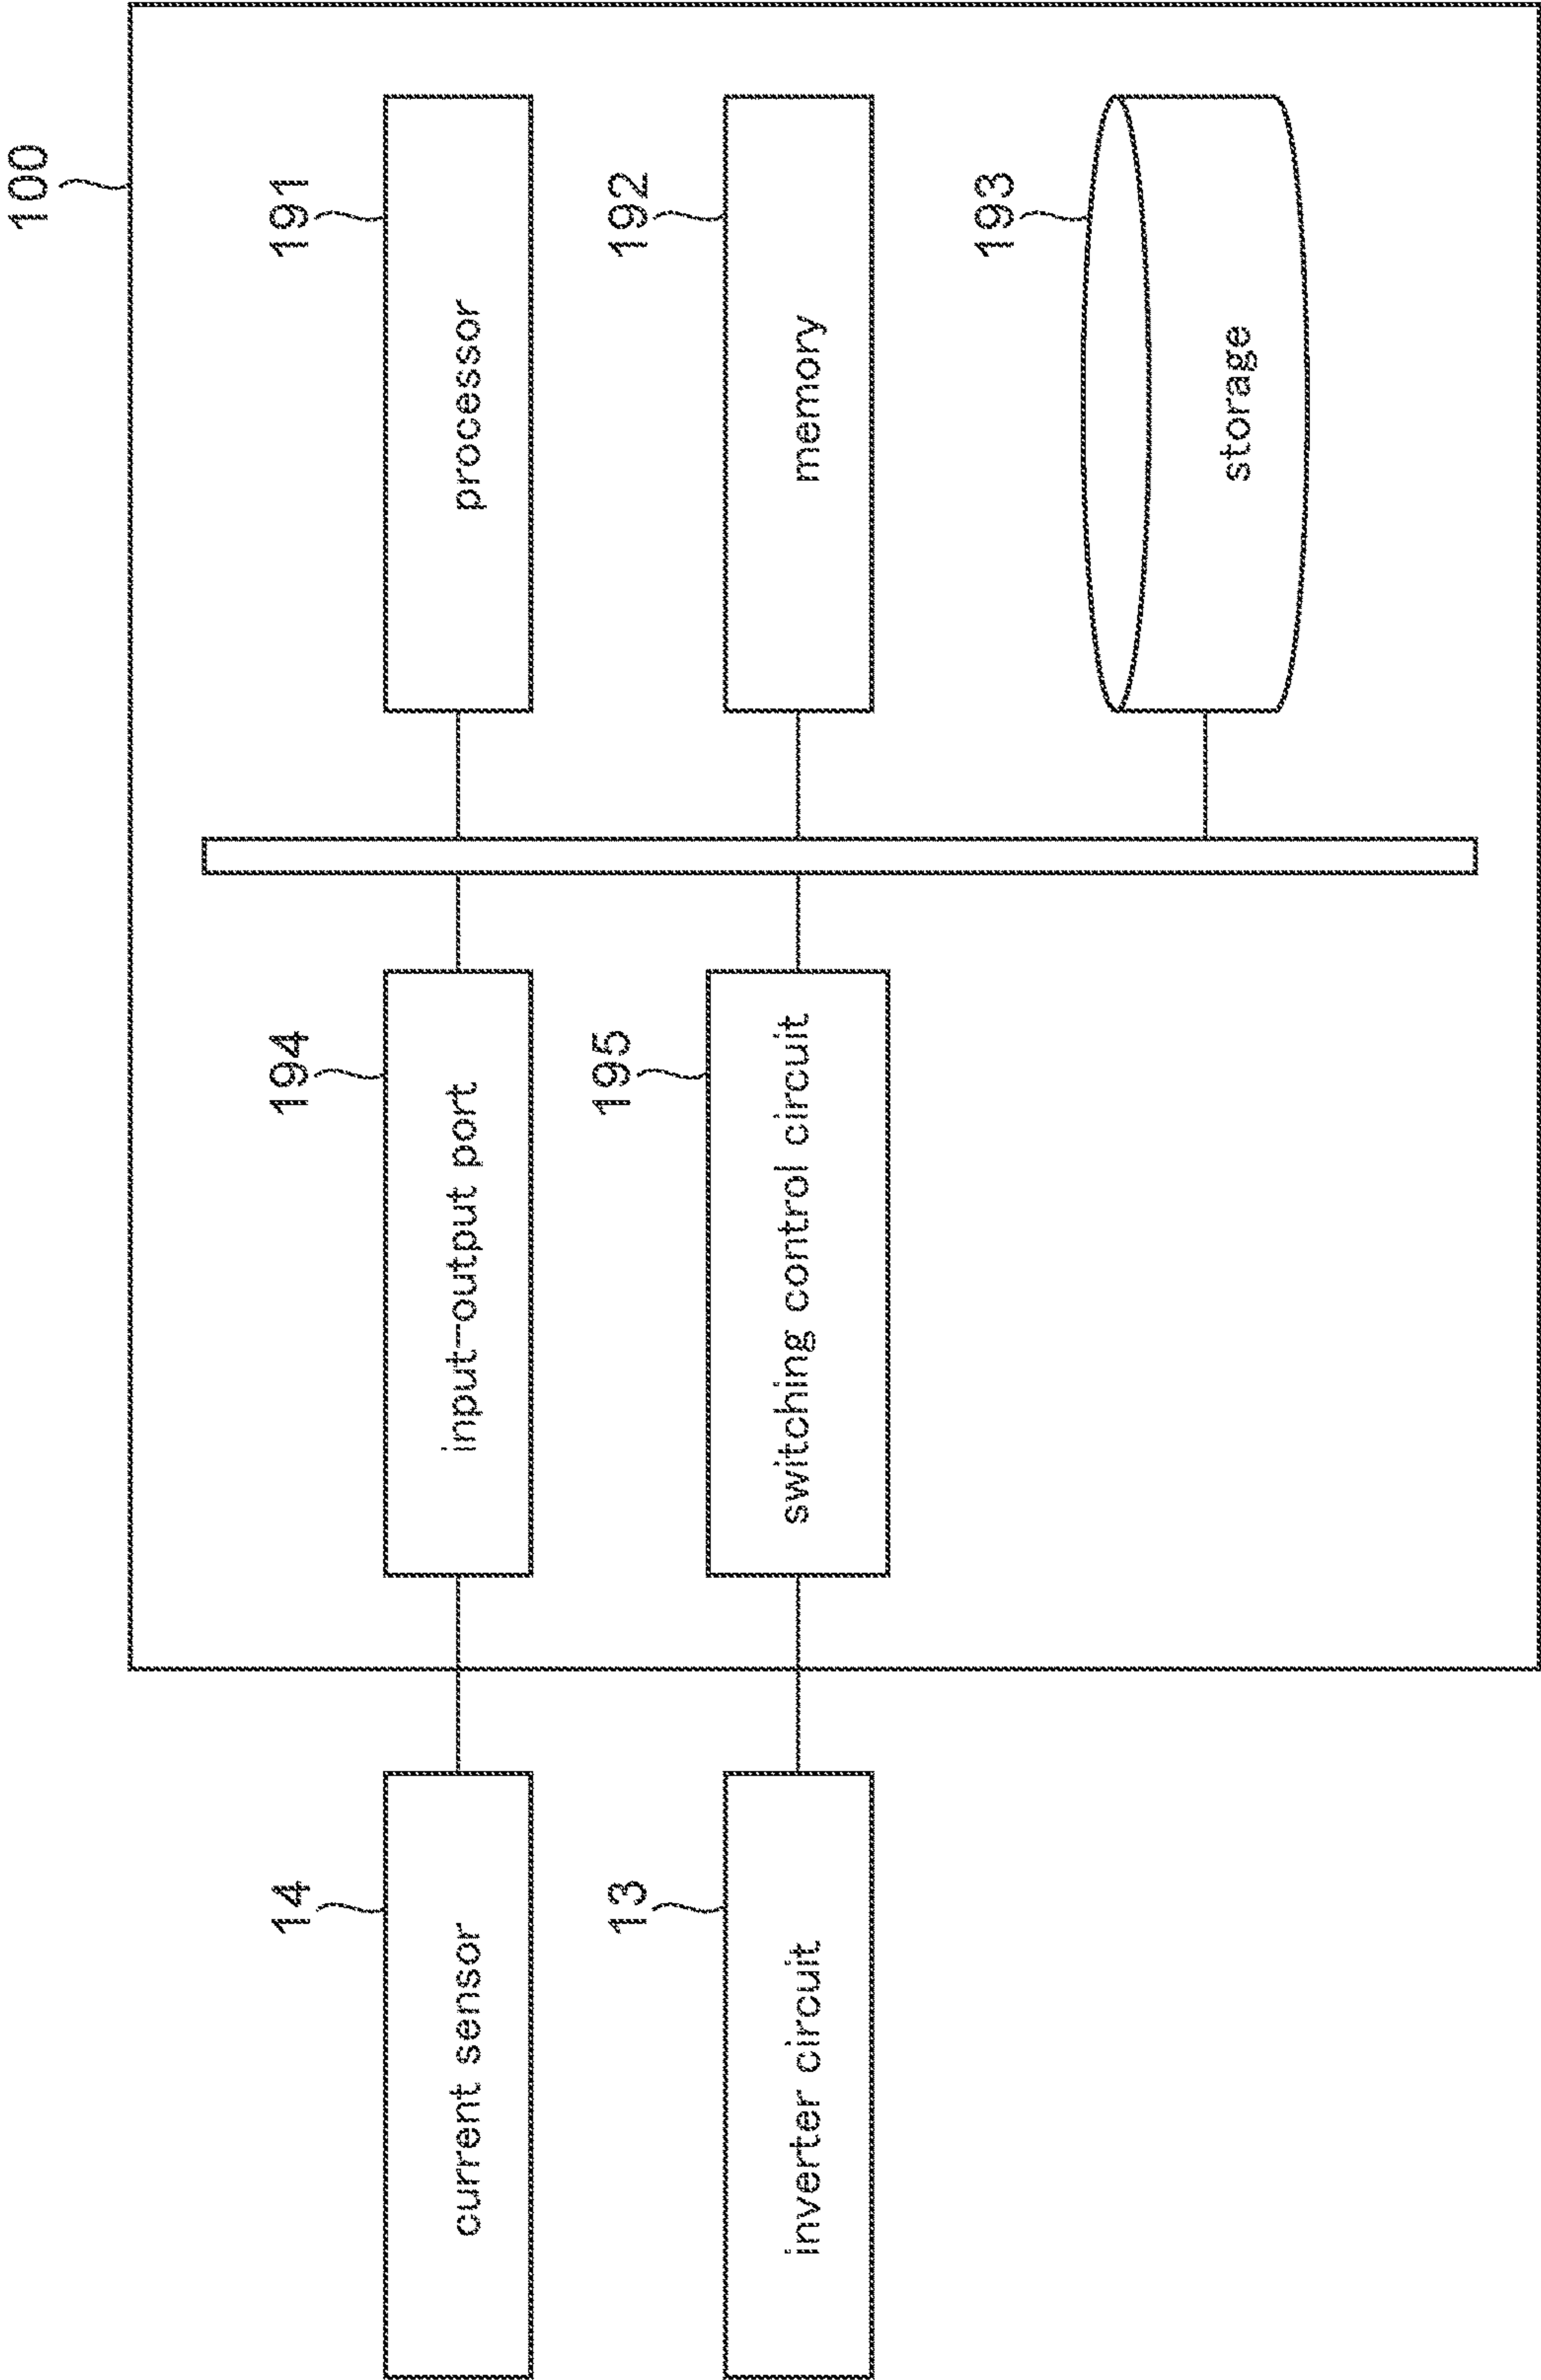 100
14
current sensor
194
input-output port
191
processor
13
inverter circuit
195
switching control circuit
192
memory
193
storage